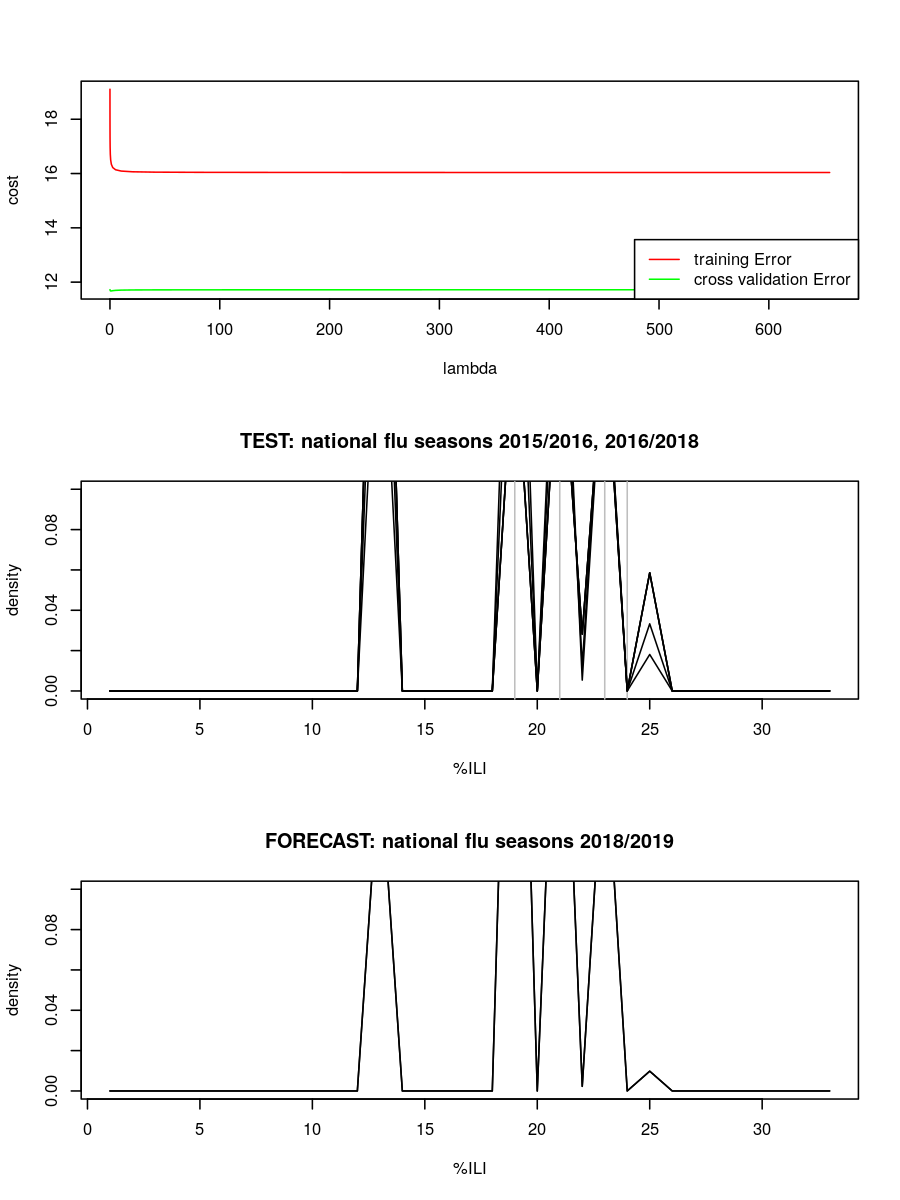 18
16
14
12
cost
training Error
cross validation Error
0 100 200 300 400 500 600
lambda
TEST: national flu seasons 2015/2016, 2016/2018
0.08
0.04
0.00
density
0 5 10 15 20 25 30
%ILI
FORECAST: national flu seasons 2018/2019
0.08
0.04
0.00
density
0 5 10 15 20 25 30
%ILI